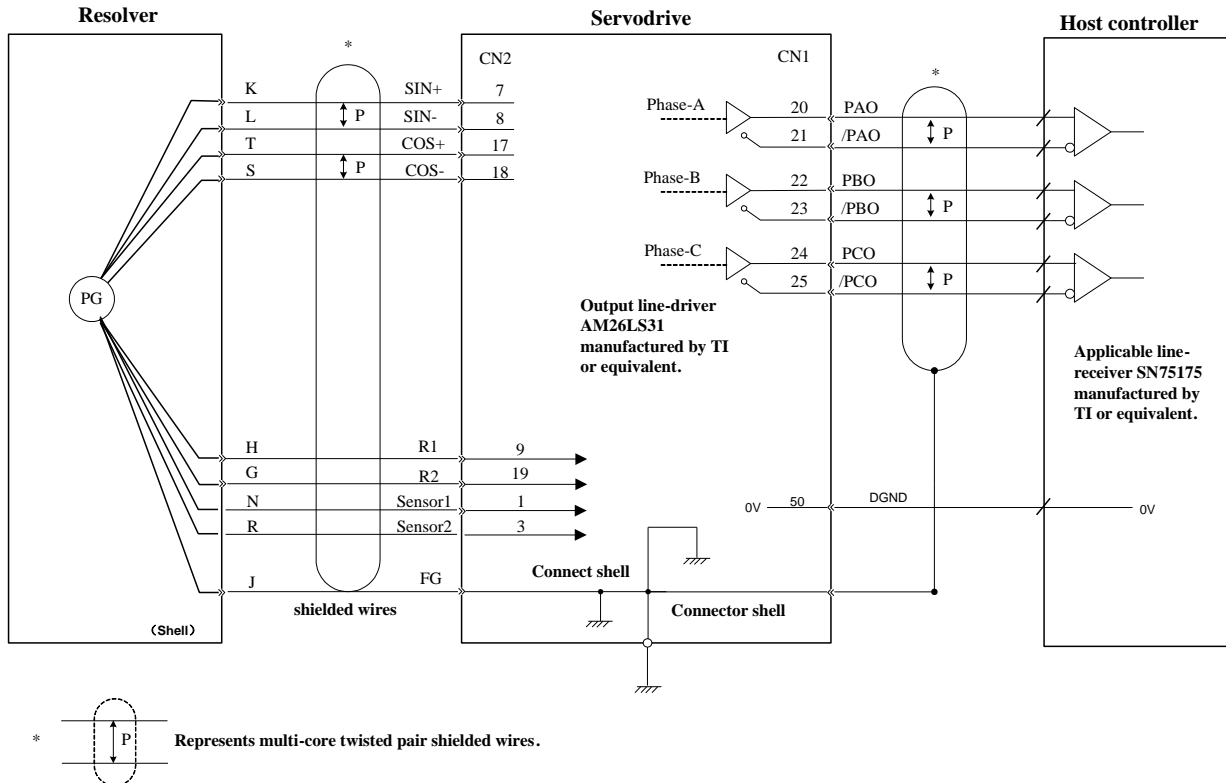 Resolver
Servodrive
Host controller
*
CN2
CN1
*
K SIN+ 7
L SIN- 8
T COS+ 17
S COS- 18
P
P
Phase-A 20 PAO
21 /PAO
P
Phase-B 22 PBO
23 /PBO
P
Phase-C 24 PCO
25 /PCO
P
PG
Output line-driver
AM26LS31
manufactured by TI
or equivalent.
Applicable line-
receiver SN75175
manufactured by
TI or equivalent.
H R1 9
G R2 19
N Sensor1 1
R Sensor2 3
0V 50 DGND 0V
J FG
Connect shell
Connector shell
shielded wires
(Shell)
* P Represents multi-core twisted pair shielded wires.